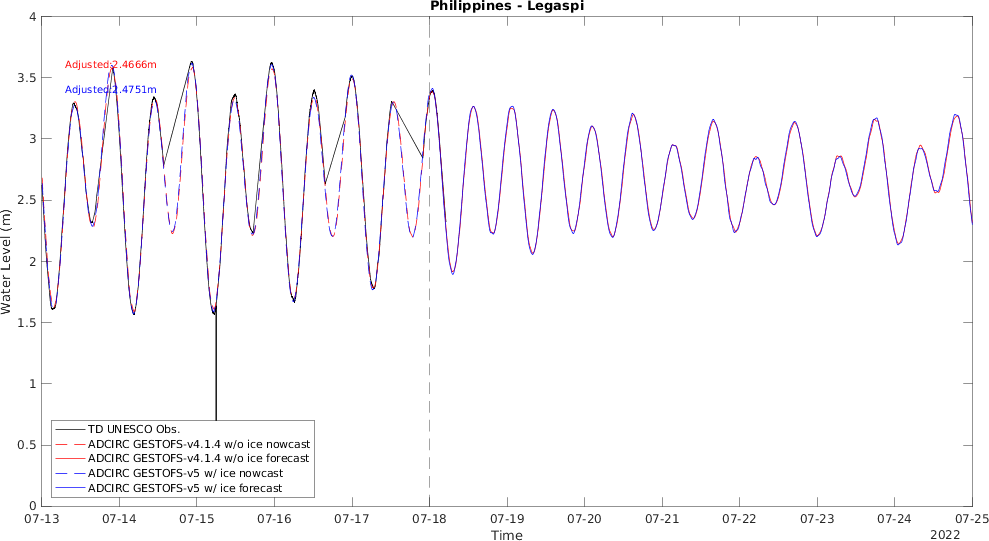 Philippines - Legaspi
4
3.5
3
2.5
2
1.5
1
0.5
0
Water Level (m)
Adjusted:2.4666m
Adjusted:2.4751m
TD UNESCO Obs.
ADCIRC GESTOFS-v4.1.4 w/o ice nowcast
ADCIRC GESTOFS-v4.1.4 w/o ice forecast
ADCIRC GESTOFS-v5 w/ ice nowcast
ADCIRC GESTOFS-v5 w/ ice forecast
07-13 07-14 07-15 07-16 07-17 07-18 07-19 07-20 07-21 07-22 07-23 07-24 07-25
Time
2022